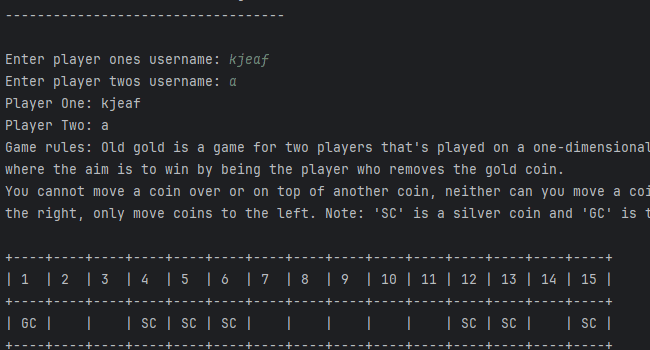 ----------------------------------
Enter player ones username: kjeaf
Enter player twos username: a
Player One: kjeaf
Player Two: a
Game rules: Old gold is a game for two players that's played on a one-dimensional
where the aim is to win by being the player who removes the gold coin.
You cannot move a coin over or on top of another coin, neither can you move a
the right, only move coins to the left. Note: 'SC' is a silver coin and 'GC' is
+----+----+----+----+----+----+----+----+----+----+----+----+----+----+----+
| 1  | 2  | 3  | 4  | 5  | 6  | 7  | 8  | 9  | 10 | 11 | 12 | 13 | 14 | 15 |
+----+----+----+----+----+----+----+----+----+----+----+----+----+----+----+
| GC |    |    | SC | SC | SC |    |    |    |    |    | SC | SC |    | SC |
+----+----+----+----+----+----+----+----+----+----+----+----+----+----+----+